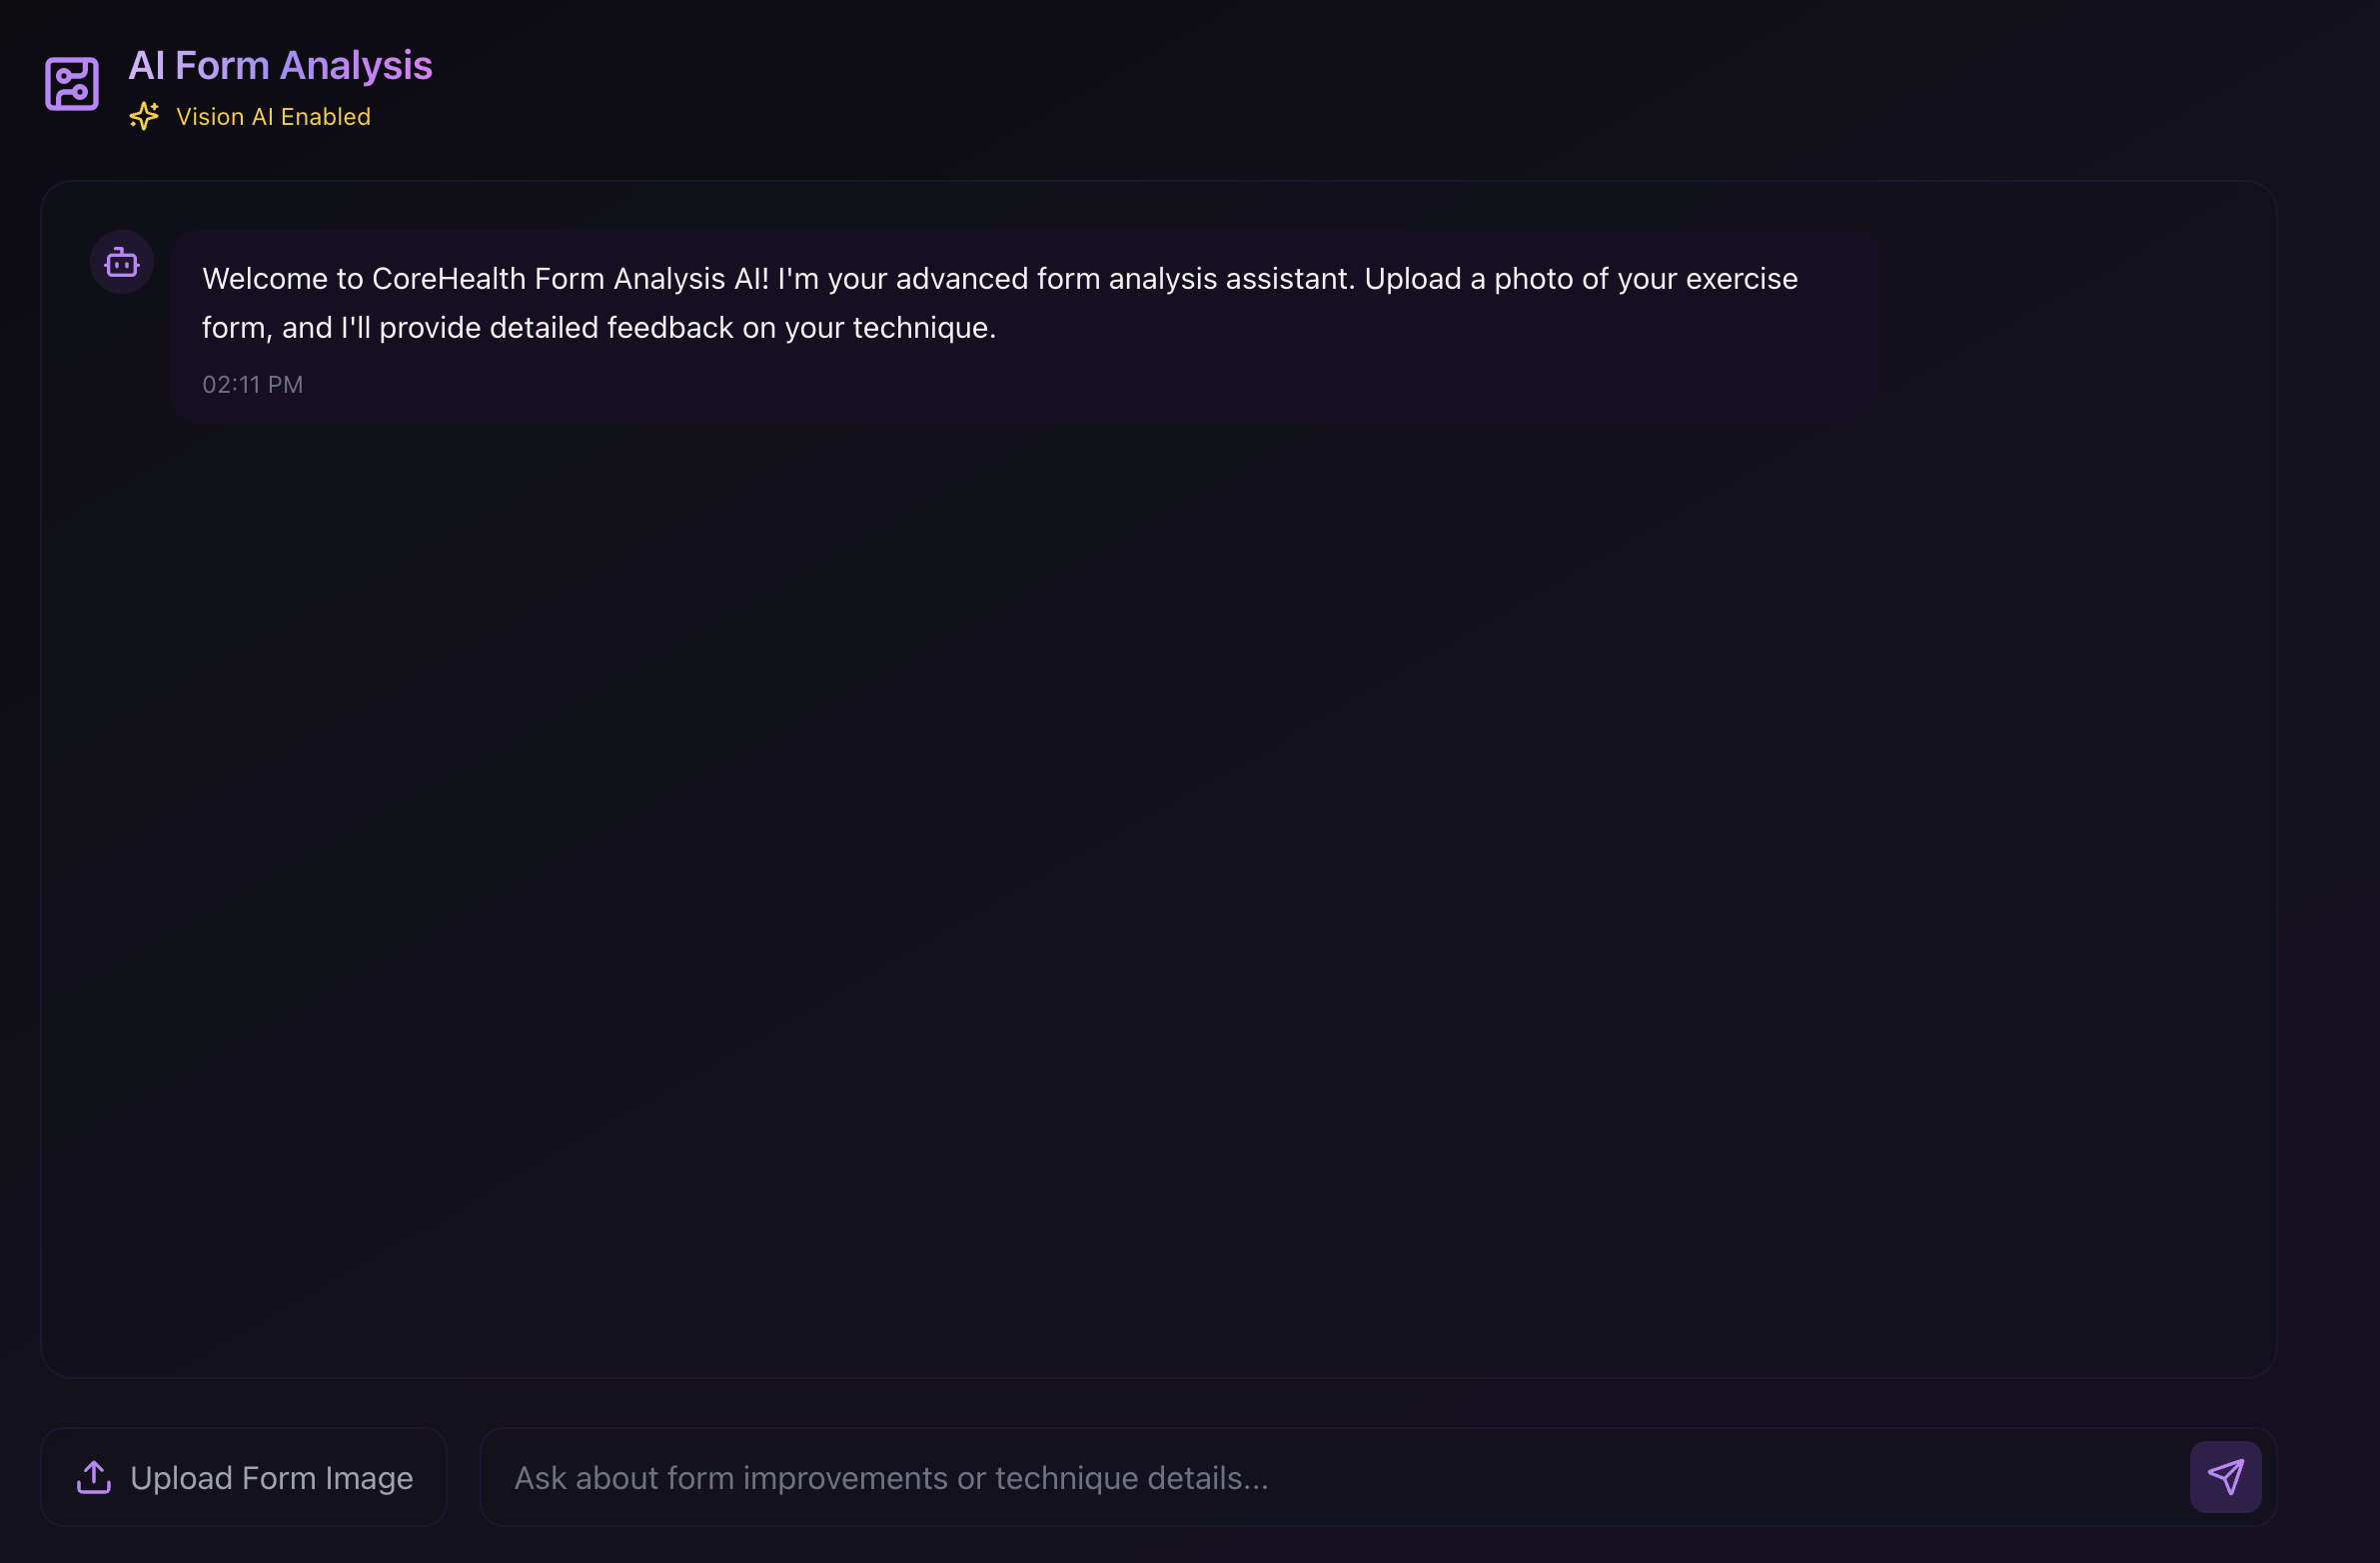 AI Form Analysis
Vision AI Enabled
Welcome to CoreHealth Form Analysis AI! I'm your advanced form analysis assistant. Upload a photo of your exercise
form, and I'll provide detailed feedback on your technique.
02:11 PM
Upload Form Image
Ask about form improvements or technique details...